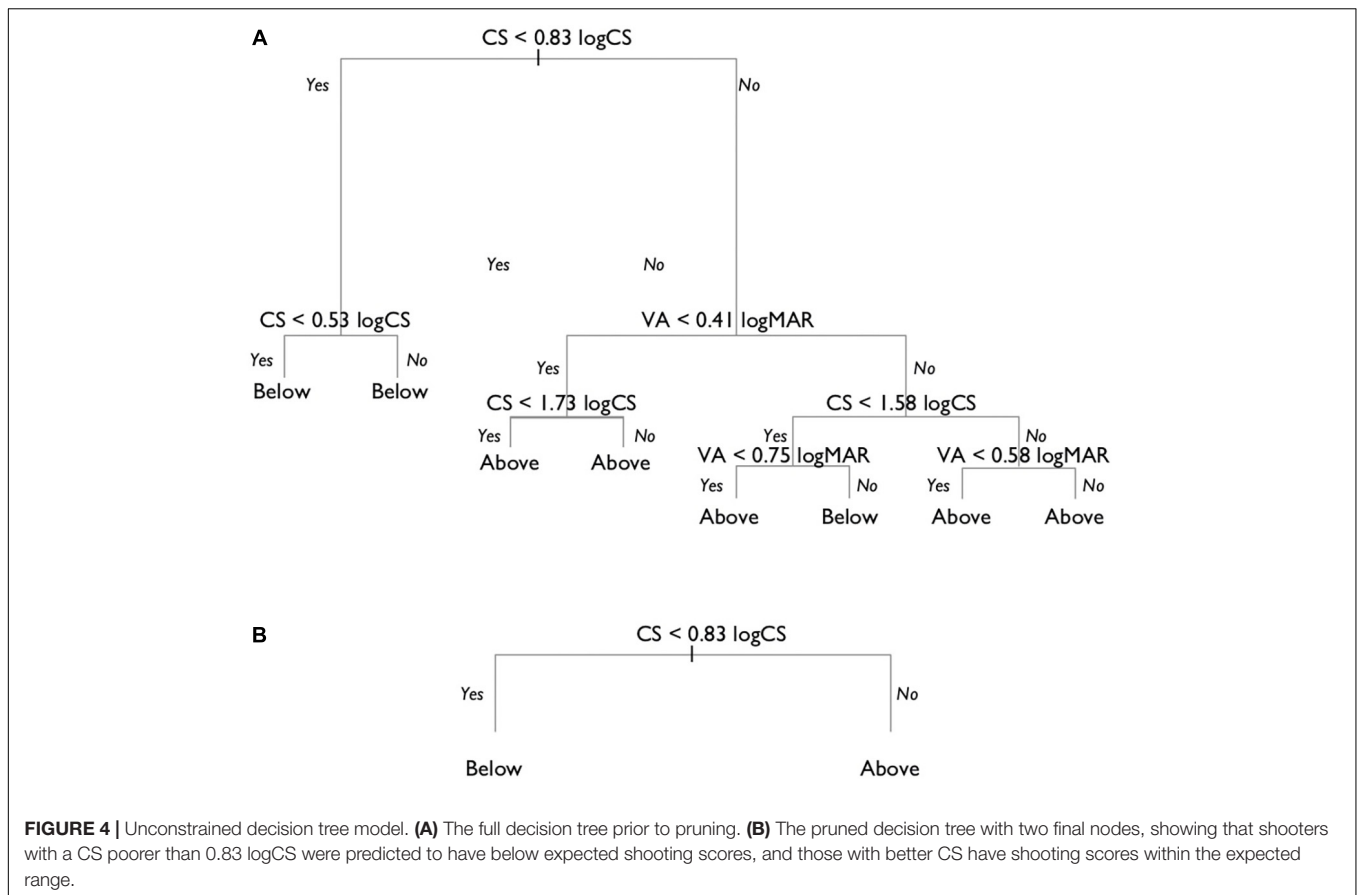 A
CS < 0.83 logCS
Yes
No
Yes
No
CS < 0.53 logCS
VA < 0.41 logMAR
Yes
No
Yes
No
Below
Below
CS < 1.73 logCS
CS < 1.58 logCS
Yes
No
Yes
No
Above
Above
VA < 0.75 logMAR
VA < 0.58 logMAR
Yes
No
Yes
No
Above
Below
Above
Above
B
CS < 0.83 logCS
Yes
No
Below
Above
FIGURE 4 | Unconstrained decision tree model. (A) The full decision tree prior to pruning. (B) The pruned decision tree with two final nodes, showing that shooters
with a CS poorer than 0.83 logCS were predicted to have below expected shooting scores, and those with better CS have shooting scores within the expected
range.